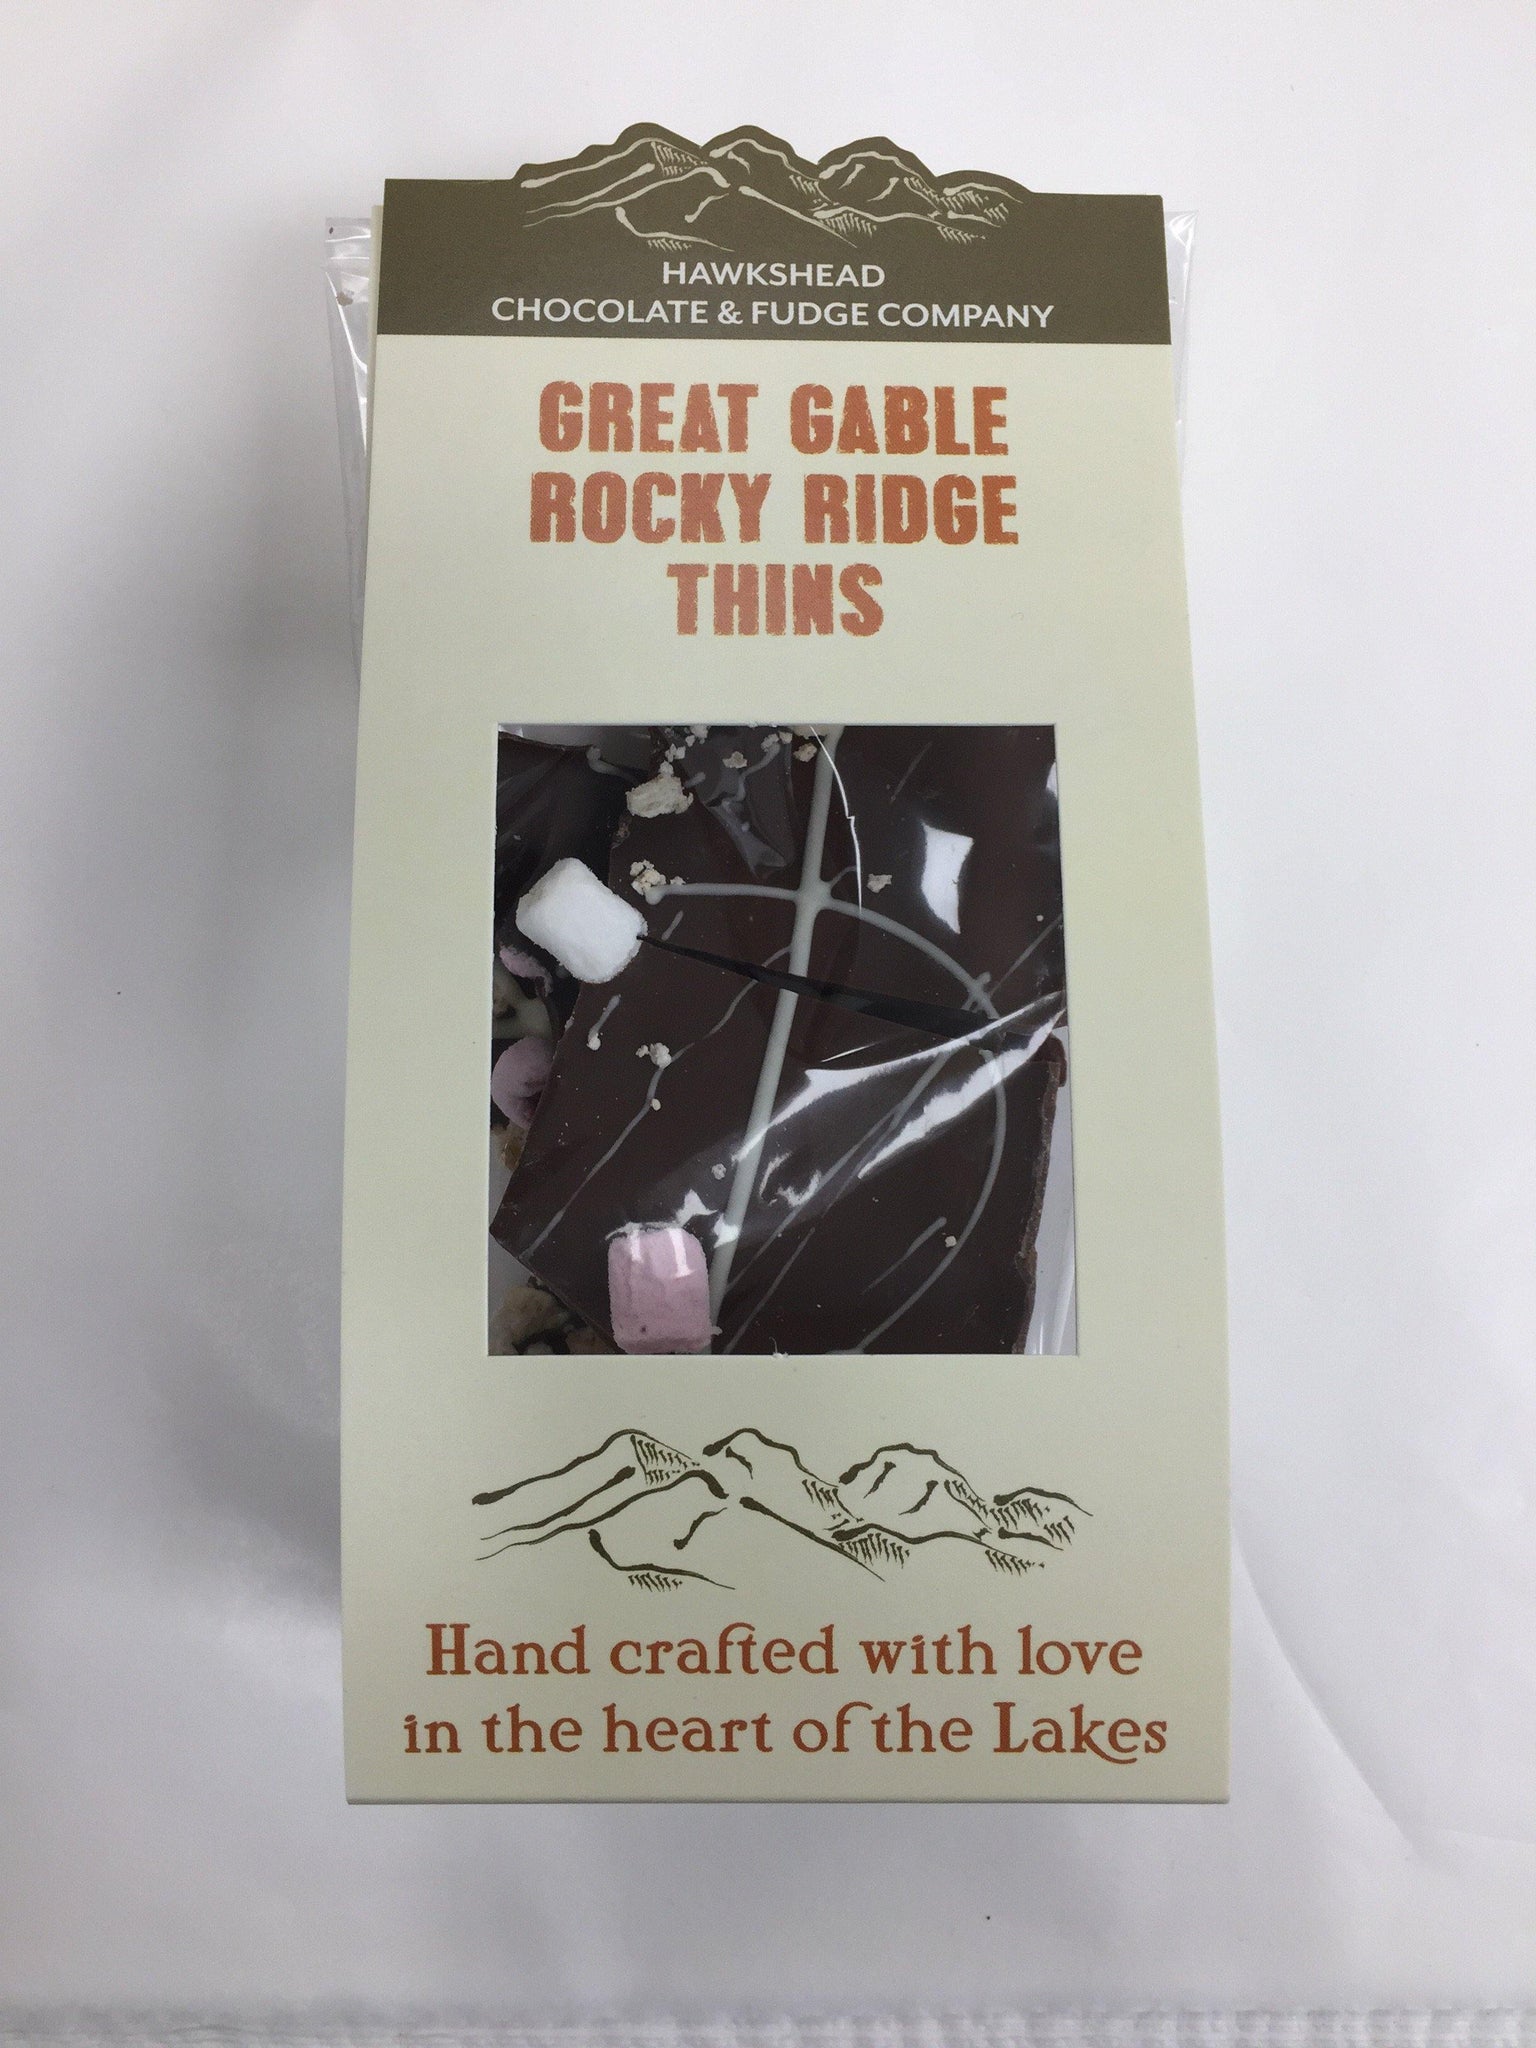 HAWKSHEAD
CHOCOLATE & FUDGE COMPANY
GREAT GABLE
ROCKY RIDGE
THINS
Hand crafted with love
in the heart of the Lakes